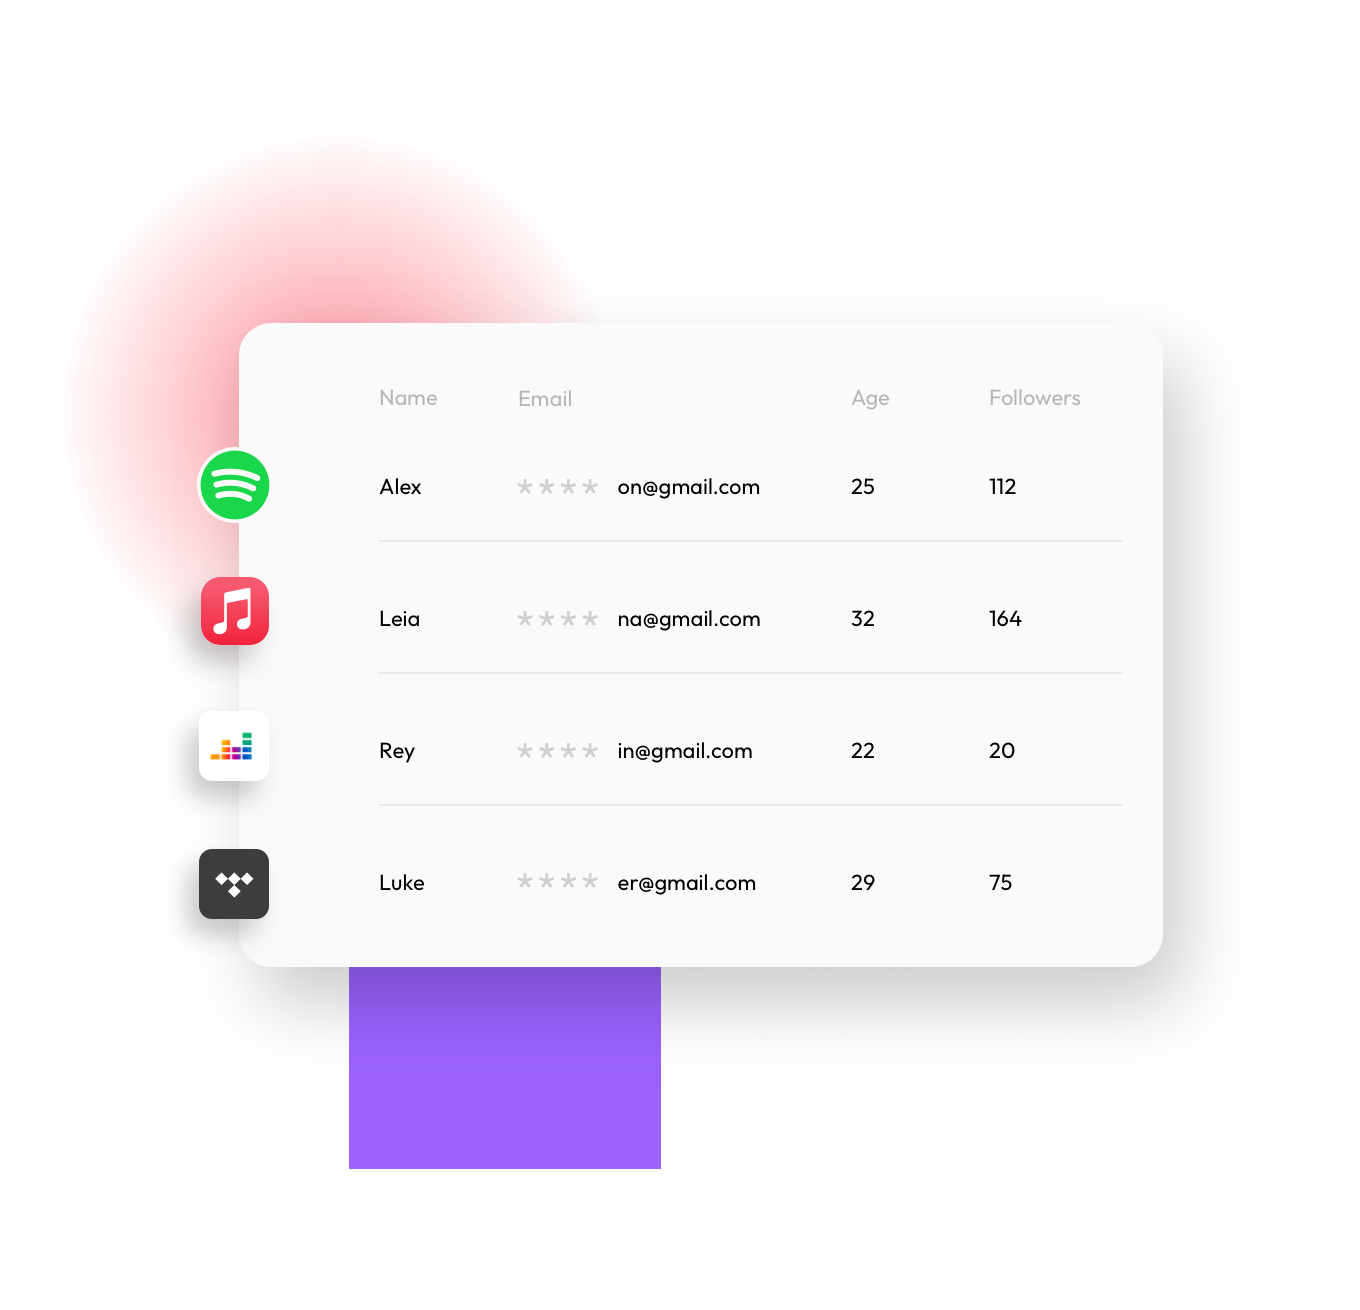 Name Email Age Followers
Alex **** on@gmail.com 25 112
Leia **** na@gmail.com 32 164
Rey **** in@gmail.com 22 20
Luke **** er@gmail.com 29 75